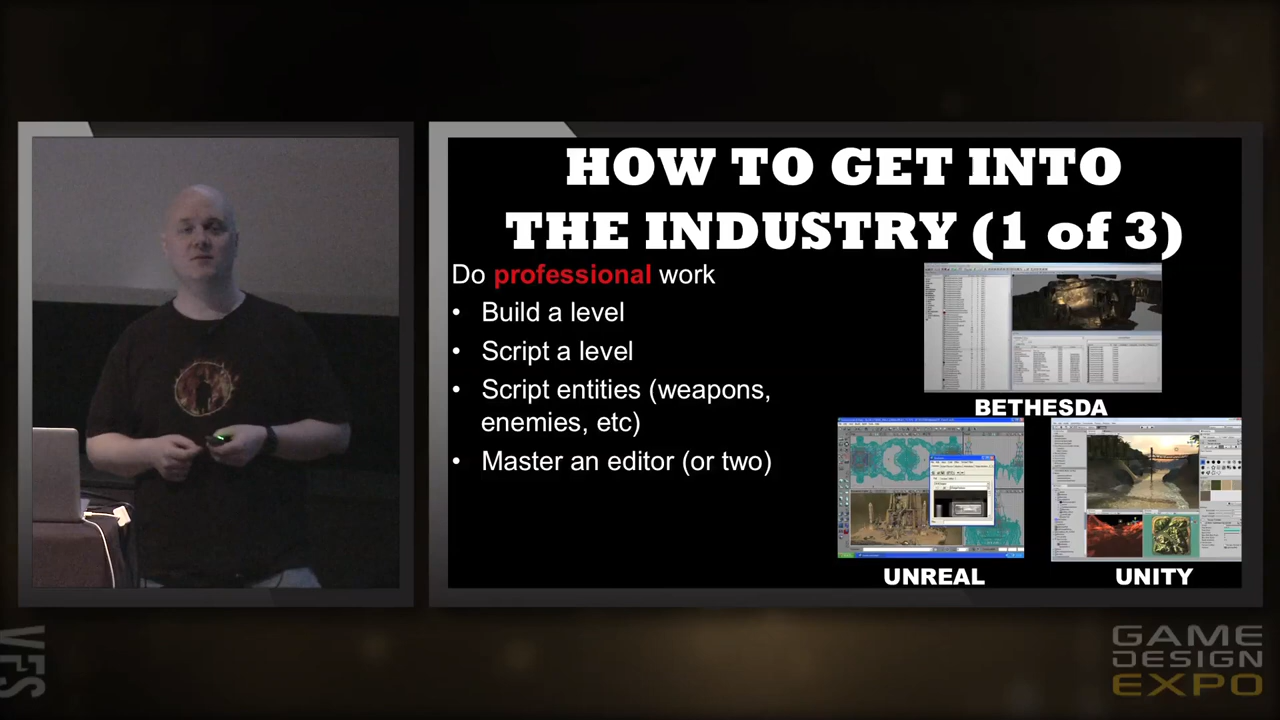 HOW TO GET INTO
THE INDUSTRY (1 of 3)
Do professional work
• Build a level
• Script a level
• Script entities (weapons,
enemies, etc)
• Master an editor (or two)
BETHESDA
UNREAL
UNITY
VFS
GAME
DESIGN
EXPO